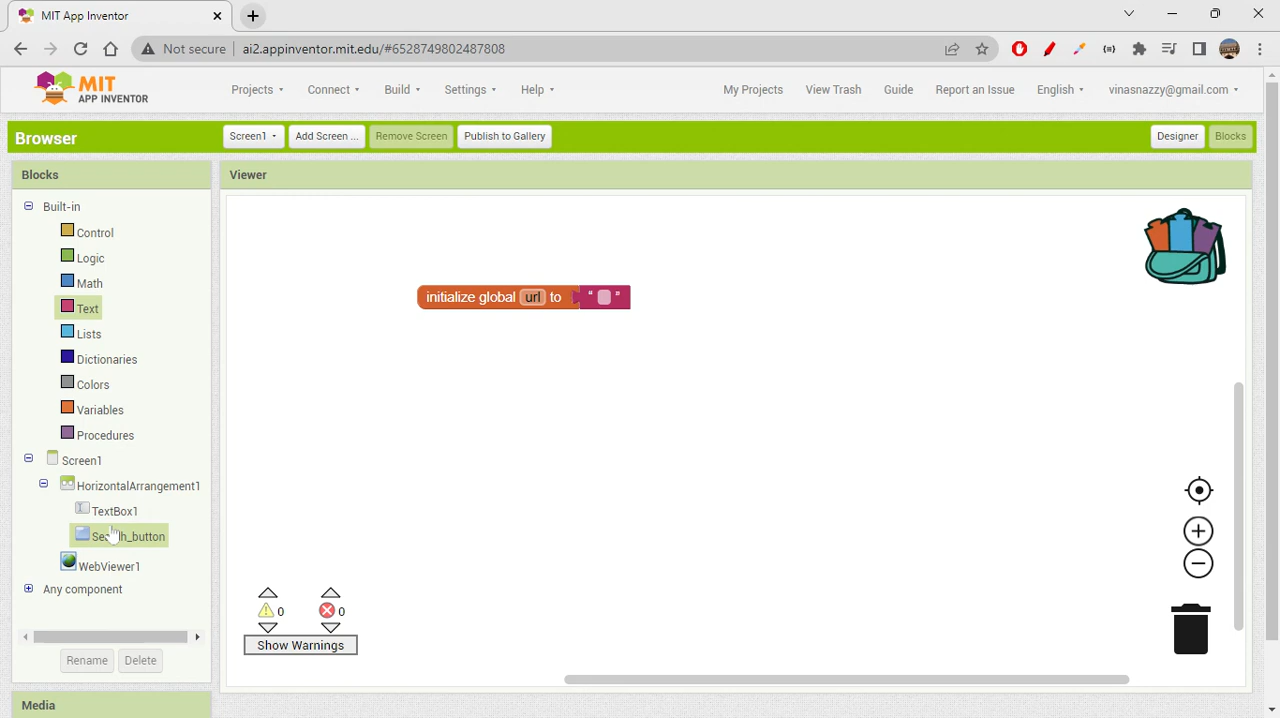 MIT App Inventor
Not secure
ai2.appinventor.mit.edu/#6528749802487808
MIT
APP INVENTOR
Projects
Connect
Build
Settings
Help
My Projects
View Trash
Guide
Report an Issue
English
vinasnazzy@gmail.com
Browser
Screen1
Add Screen ...
Remove Screen
Publish to Gallery
Designer
Blocks
Blocks
Viewer
Built-in
Control
Logic
Math
Text
Lists
Dictionaries
Colors
Variables
Procedures
Screen1
HorizontalArrangement1
TextBox1
Search_button
WebViewer1
Any component
initialize global url to " "
0
0
Show Warnings
Rename
Delete
Media